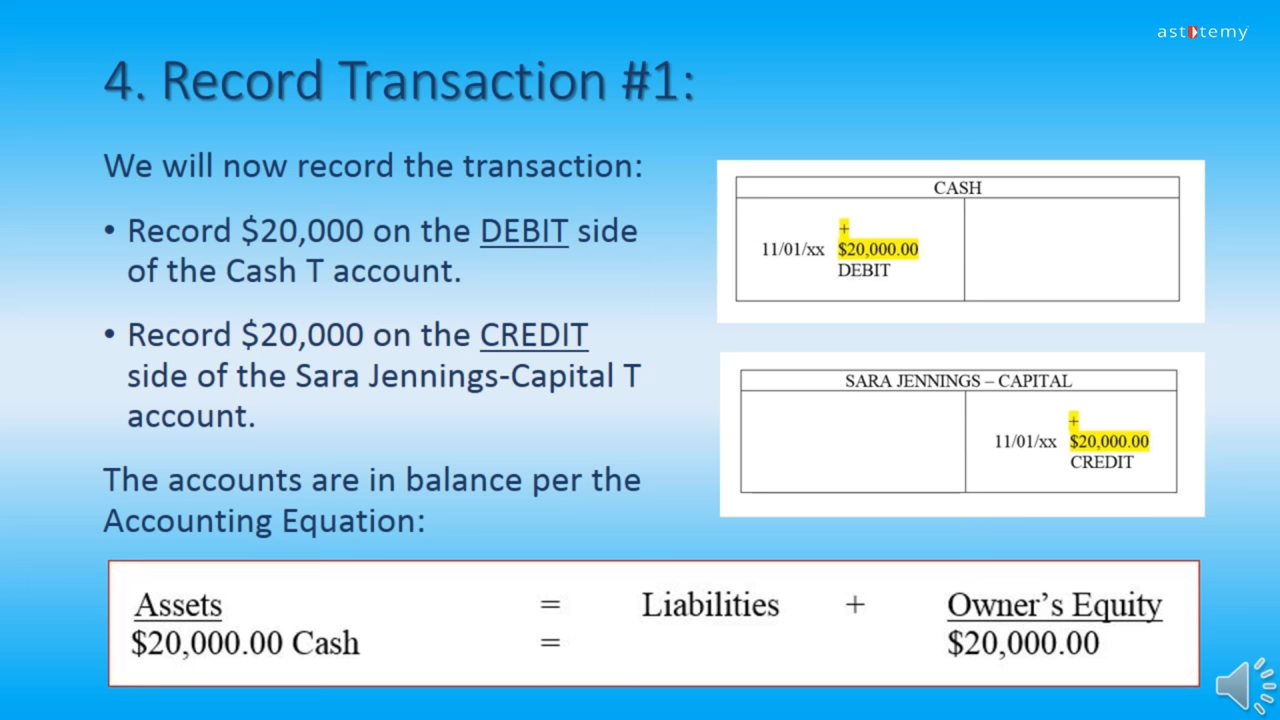 astotemy
4. Record Transaction #1:
We will now record the transaction:
• Record $20,000 on the DEBIT side
of the Cash T account.
• Record $20,000 on the CREDIT
side of the Sara Jennings-Capital T
account.
The accounts are in balance per the
Accounting Equation:
CASH
+
11/01/xx $20,000.00
DEBIT
SARA JENNINGS – CAPITAL
+
11/01/xx $20,000.00
CREDIT
Assets = Liabilities + Owner's Equity
$20,000.00 Cash = $20,000.00